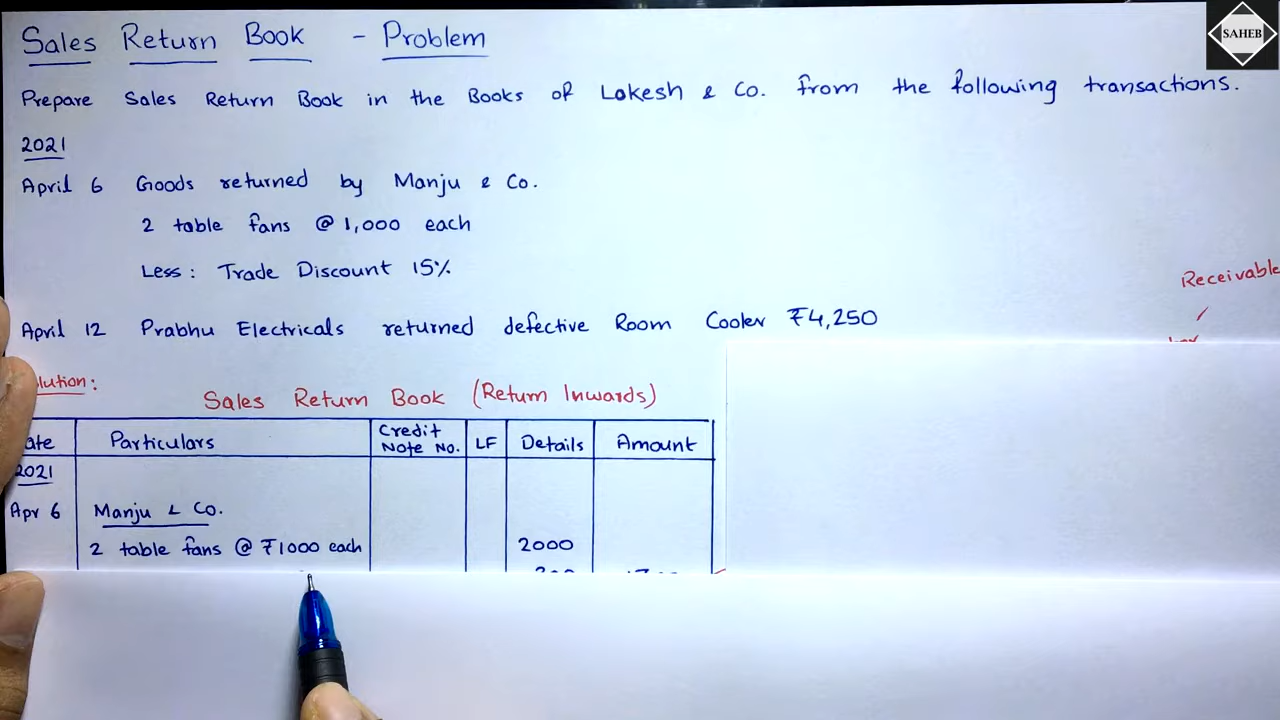 SAHEB
Sales Return Book - Problem
Prepare Sales Return Book in the Books of Lokesh & Co. from the following transactions.
2021
April 6 Goods returned by Manju & Co.
2 table fans @ 1,000 each
Less : Trade Discount 15%
Receivable
April 12 Prabhu Electricals returned defective Room Cooler ₹4,250
lution:
Sales Return Book (Return Inwards)
ate Particulars Credit Note No. LF Details Amount
2021
Apr 6 Manju & Co.
2 table fans @ ₹1000 each 2000